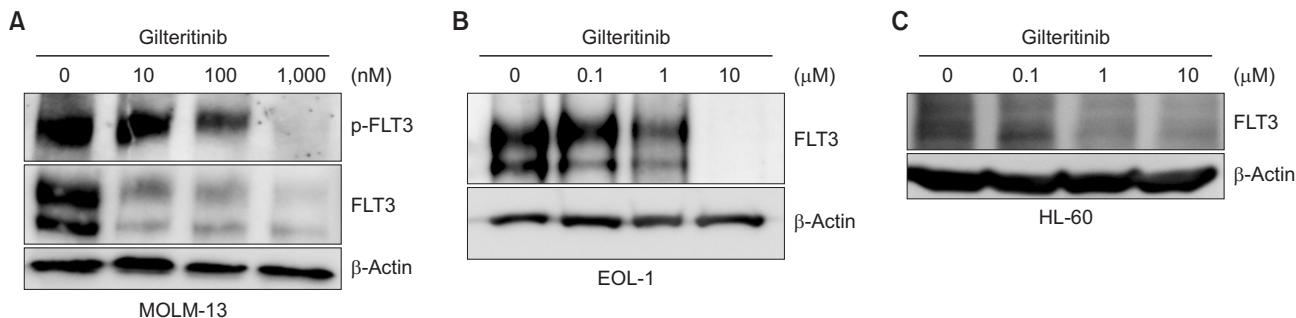 A
Gilteritinib
0 10 100 1,000 (nM)
p-FLT3
FLT3
β-Actin
MOLM-13
B
Gilteritinib
0 0.1 1 10 (μM)
FLT3
β-Actin
EOL-1
C
Gilteritinib
0 0.1 1 10 (μM)
FLT3
β-Actin
HL-60